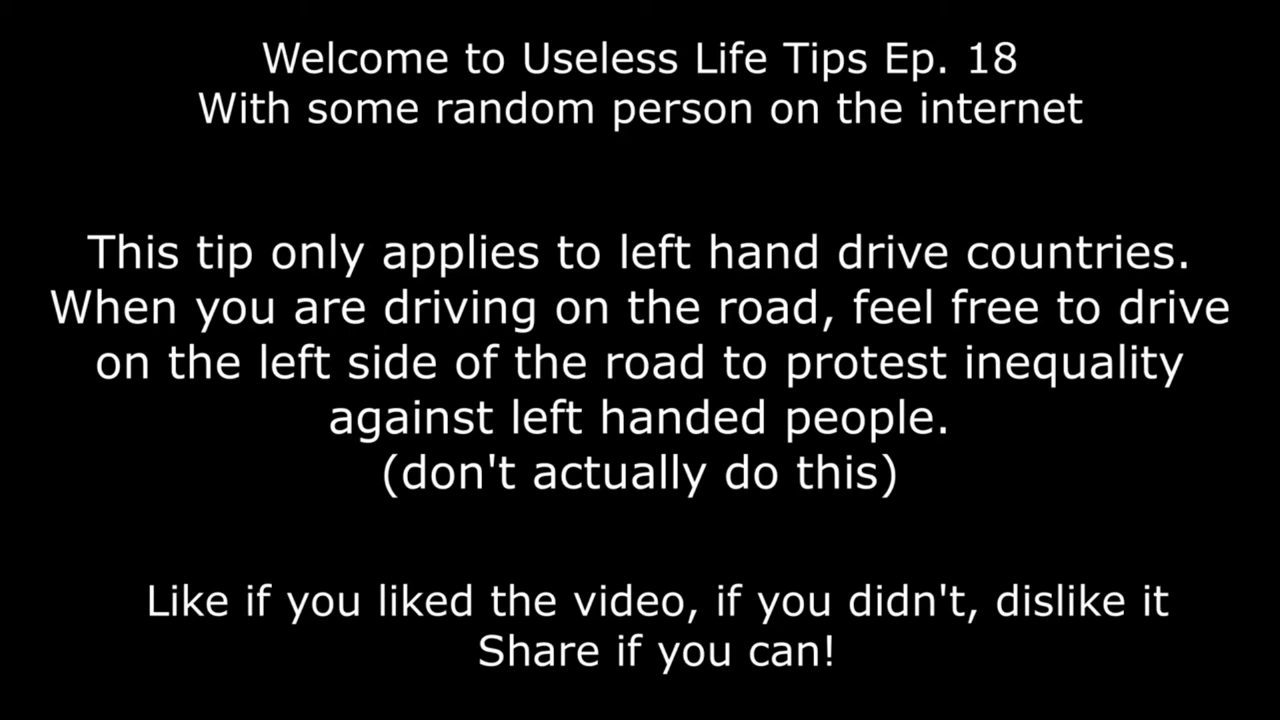 Welcome to Useless Life Tips Ep. 18
With some random person on the internet
This tip only applies to left hand drive countries.
When you are driving on the road, feel free to drive
on the left side of the road to protest inequality
against left handed people.
(don't actually do this)
Like if you liked the video, if you didn't, dislike it
Share if you can!